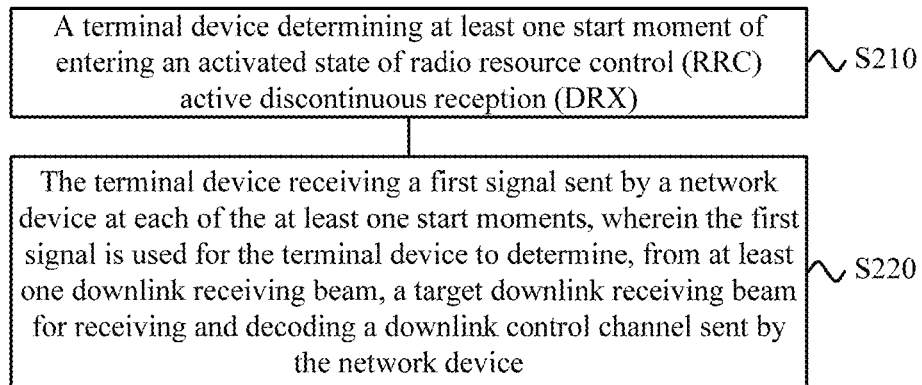 A terminal device determining at least one start moment of
entering an activated state of radio resource control (RRC)
active discontinuous reception (DRX)
S210
The terminal device receiving a first signal sent by a network
device at each of the at least one start moments, wherein the first
signal is used for the terminal device to determine, from at least
one downlink receiving beam, a target downlink receiving beam
for receiving and decoding a downlink control channel sent by
the network device
S220